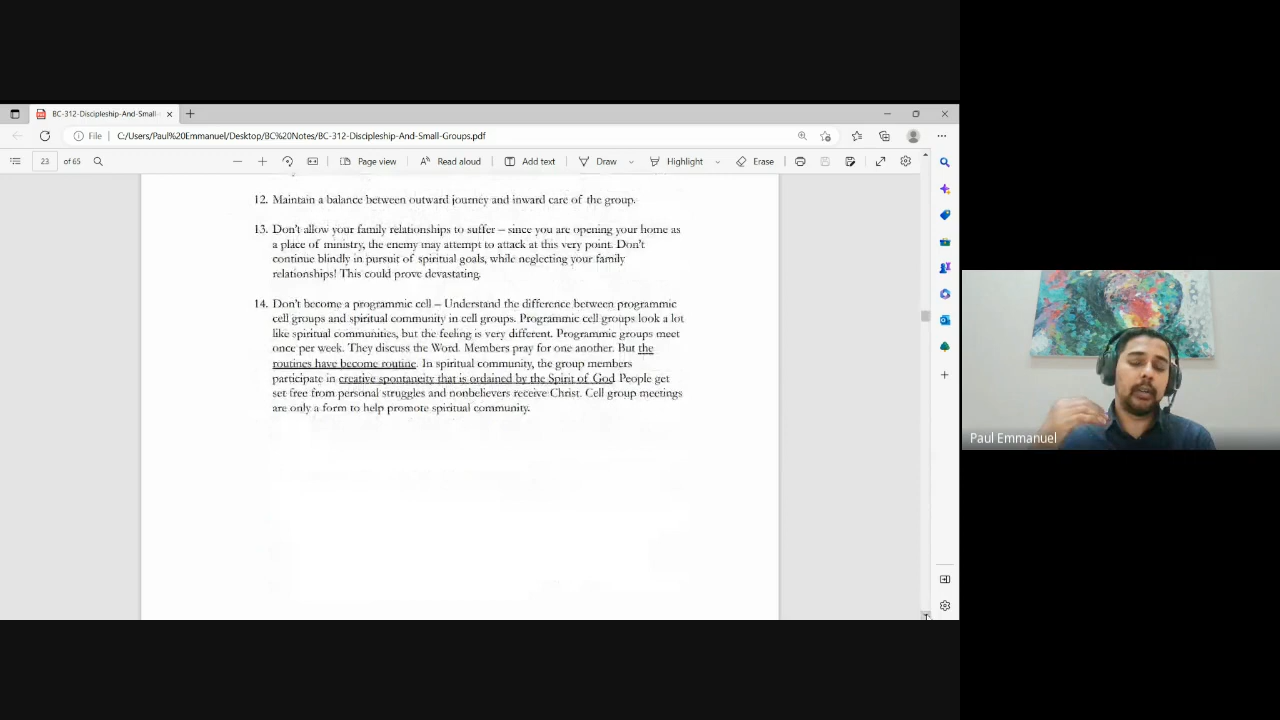 BC-312-Discipleship-And-Small-
File C:/Users/Paul%20Emmanuel/Desktop/BC%20Notes/BC-312-Discipleship-And-Small-Groups.pdf
23 of 65 Page view Read aloud Add text Draw Highlight Erase
12. Maintain a balance between outward journey and inward care of the group.
13. Don't allow your family relationships to suffer – since you are opening your home as
a place of ministry, the enemy may attempt to attack at this very point. Don't
continue blindly in pursuit of spiritual goals, while neglecting your family
relationships! This could prove devastating.
14. Don't become a programmic cell – Understand the difference between programmic
cell groups and spiritual community in cell groups. Programmic cell groups look a lot
like spiritual communities, but the feeling is very different. Programmic groups meet
once per week. They discuss the Word. Members pray for one another. But the
routines have become routine. In spiritual community, the group members
participate in creative spontaneity that is ordained by the Spirit of God. People get
set free from personal struggles and nonbelievers receive Christ. Cell group meetings
are only a form to help promote spiritual community.
Paul Emmanuel